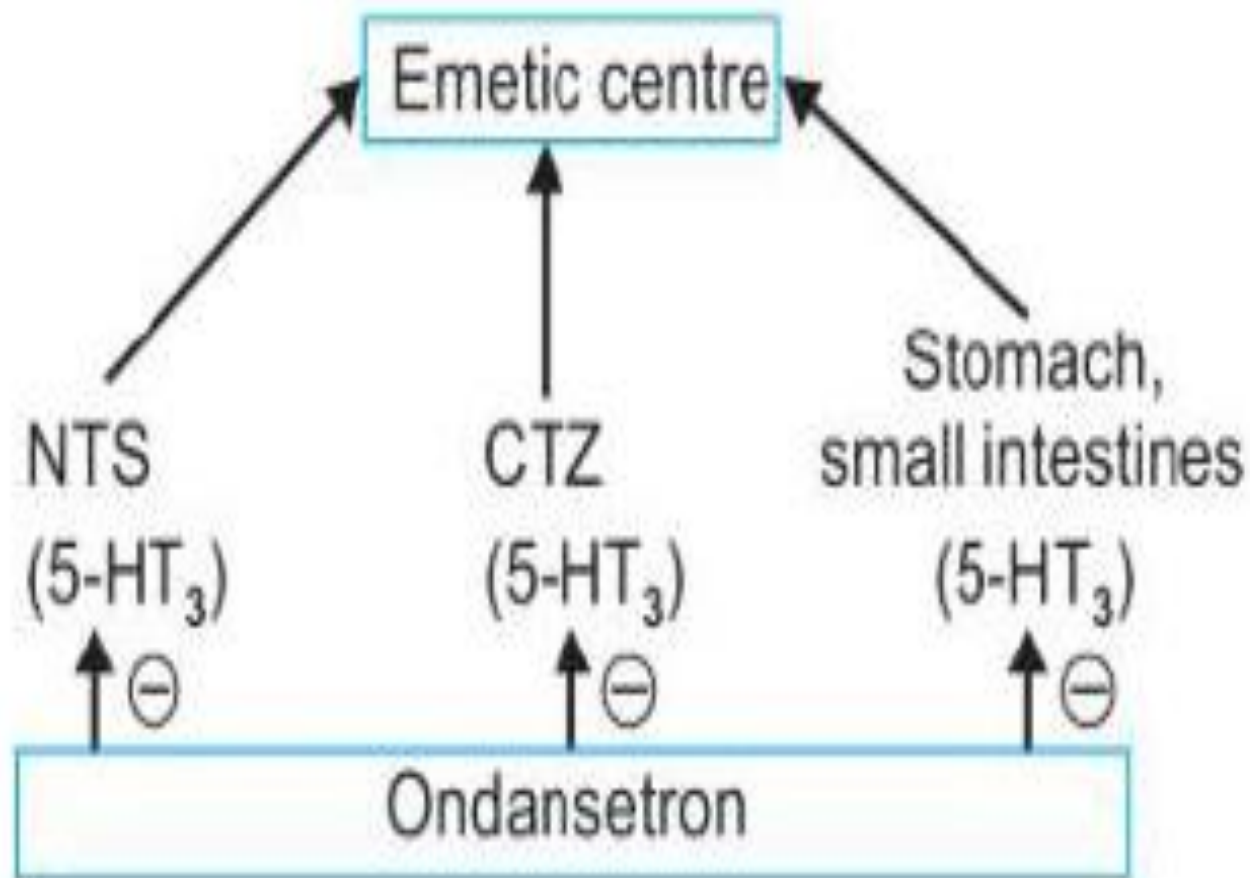 Emetic centre
Stomach,
NTS CTZ small intestines
(5-HT₃) (5-HT₃) (5-HT₃)
⊖ ⊖ ⊖
Ondansetron